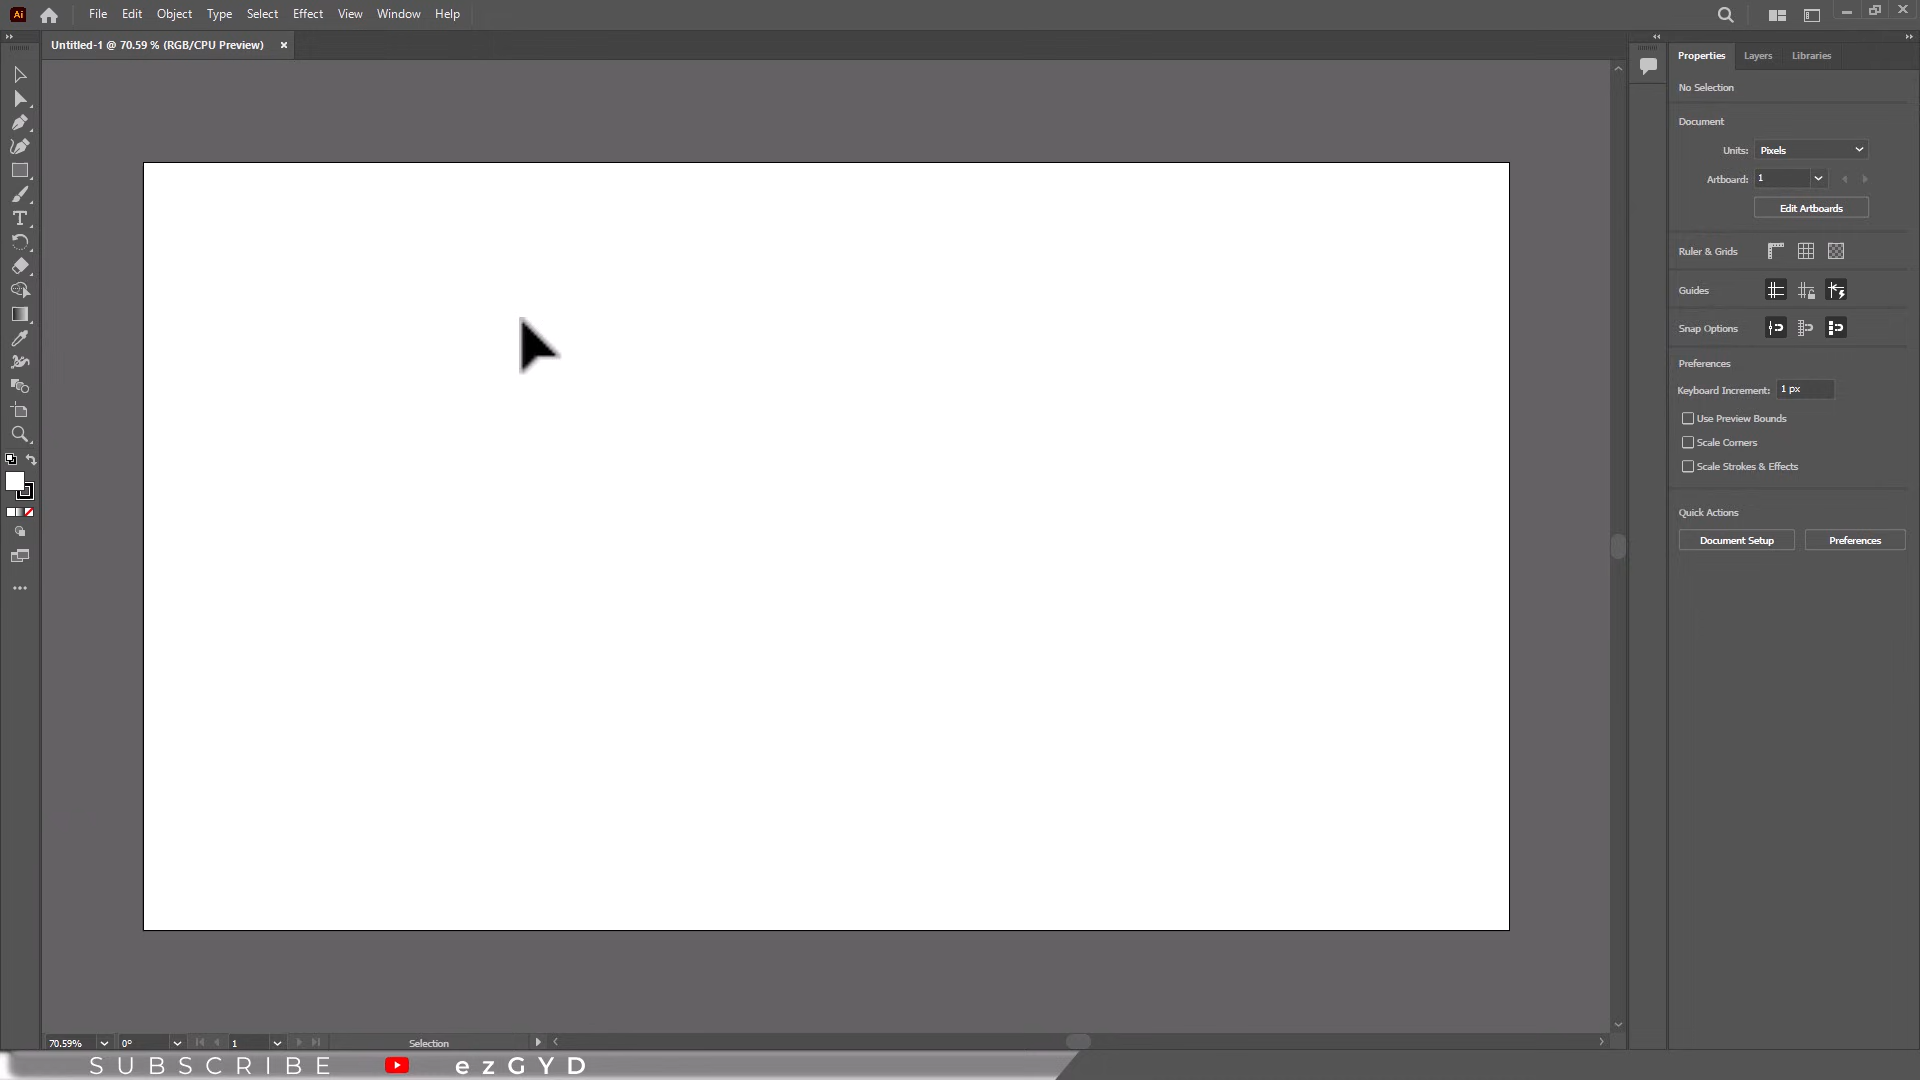 Ai File Edit Object Type Select Effect View Window Help
Untitled-1 @ 70.59 % (RGB/CPU Preview) ×
Properties Layers Libraries
No Selection
Document
Units: Pixels
Artboard: 1
Edit Artboards
Ruler & Grids
Guides
Snap Options
Preferences
Keyboard Increment: 1 px
Use Preview Bounds
Scale Corners
Scale Strokes & Effects
Quick Actions
Document Setup Preferences
70.59% 0° 1 Selection
SUBSCRIBE ezGYD